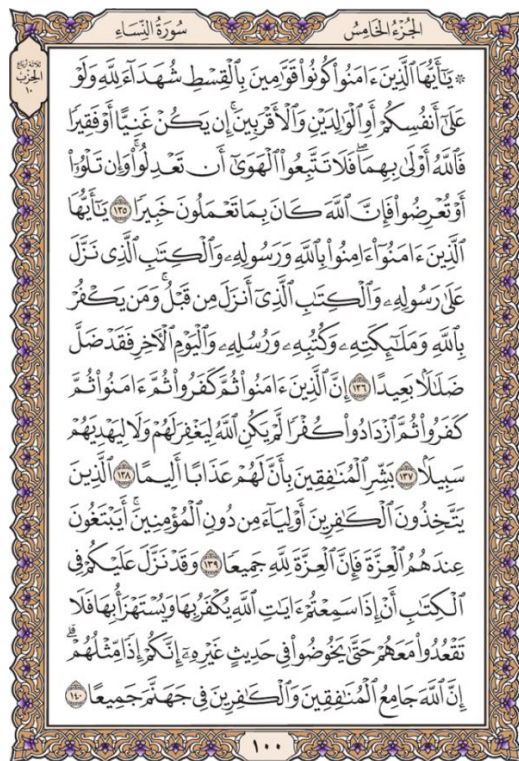 الجُزْءُ الخَامِسُ
سُورَةُ النِّسَاءِ
ثلاثة أرباع
الحزب
١٠
۞ يَٰٓأَيُّهَا ٱلَّذِينَ ءَامَنُوا۟ كُونُوا۟ قَوَّٰمِينَ بِٱلْقِسْطِ شُهَدَآءَ لِلَّهِ وَلَوْ
عَلَىٰٓ أَنفُسِكُمْ أَوِ ٱلْوَٰلِدَيْنِ وَٱلْأَقْرَبِينَ ۚ إِن يَكُنْ غَنِيًّا أَوْ فَقِيرًا
فَٱللَّهُ أَوْلَىٰ بِهِمَا ۖ فَلَا تَتَّبِعُوا۟ ٱلْهَوَىٰٓ أَن تَعْدِلُوا۟ ۚ وَإِن تَلْوُۥٓا۟
أَوْ تُعْرِضُوا۟ فَإِنَّ ٱللَّهَ كَانَ بِمَا تَعْمَلُونَ خَبِيرًا ١٣٥ يَٰٓأَيُّهَا
ٱلَّذِينَ ءَامَنُوٓا۟ ءَامِنُوا۟ بِٱللَّهِ وَرَسُولِهِۦ وَٱلْكِتَٰبِ ٱلَّذِى نَزَّلَ
عَلَىٰ رَسُولِهِۦ وَٱلْكِتَٰبِ ٱلَّذِىٓ أَنزَلَ مِن قَبْلُ ۚ وَمَن يَكْفُرْ
بِٱللَّهِ وَمَلَٰٓئِكَتِهِۦ وَكُتُبِهِۦ وَرُسُلِهِۦ وَٱلْيَوْمِ ٱلْءَاخِرِ فَقَدْ ضَلَّ
ضَلَٰلًۢا بَعِيدًا ١٣٦ إِنَّ ٱلَّذِينَ ءَامَنُوا۟ ثُمَّ كَفَرُوا۟ ثُمَّ ءَامَنُوا۟ ثُمَّ
كَفَرُوا۟ ثُمَّ ٱزْدَادُوا۟ كُفْرًا لَّمْ يَكُنِ ٱللَّهُ لِيَغْفِرَ لَهُمْ وَلَا لِيَهْدِيَهُمْ
سَبِيلًۢا ١٣٧ بَشِّرِ ٱلْمُنَٰفِقِينَ بِأَنَّ لَهُمْ عَذَابًا أَلِيمًا ١٣٨ ٱلَّذِينَ
يَتَّخِذُونَ ٱلْكَٰفِرِينَ أَوْلِيَآءَ مِن دُونِ ٱلْمُؤْمِنِينَ ۚ أَيَبْتَغُونَ
عِندَهُمُ ٱلْعِزَّةَ فَإِنَّ ٱلْعِزَّةَ لِلَّهِ جَمِيعًا ١٣٩ وَقَدْ نَزَّلَ عَلَيْكُمْ فِى
ٱلْكِتَٰبِ أَنْ إِذَا سَمِعْتُمْ ءَايَٰتِ ٱللَّهِ يُكْفَرُ بِهَا وَيُسْتَهْزَأُ بِهَا فَلَا
تَقْعُدُوا۟ مَعَهُمْ حَتَّىٰ يَخُوضُوا۟ فِى حَدِيثٍ غَيْرِهِۦٓ ۚ إِنَّكُمْ إِذًا مِّثْلُهُمْ ۗ
إِنَّ ٱللَّهَ جَامِعُ ٱلْمُنَٰفِقِينَ وَٱلْكَٰفِرِينَ فِى جَهَنَّمَ جَمِيعًا ١٤٠
١٠٠